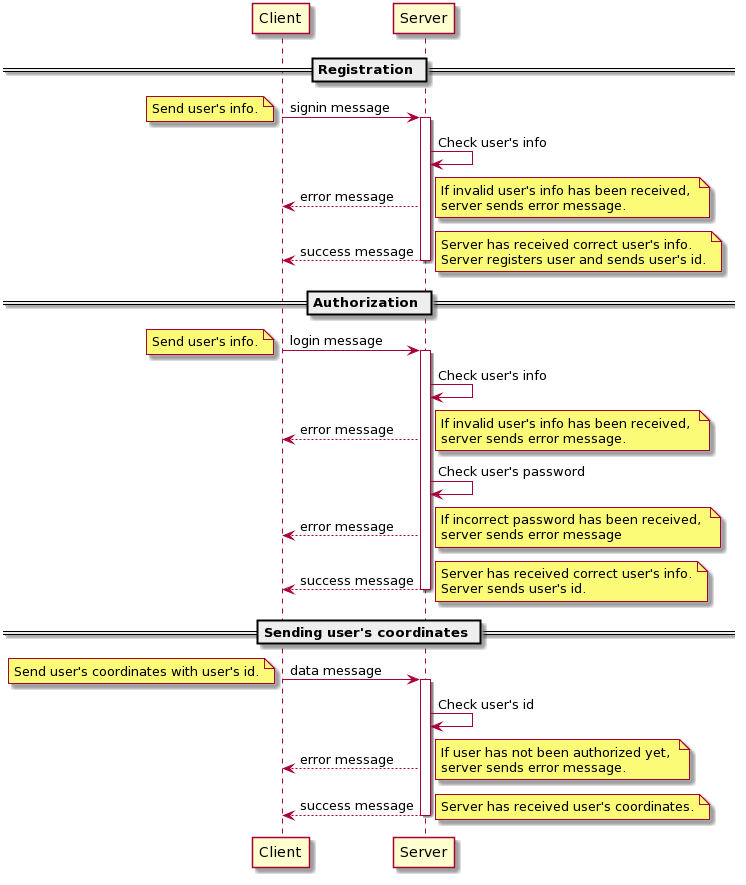 Client
Server
Registration
Send user's info.
signin message
Check user's info
error message
If invalid user's info has been received,
server sends error message.
success message
Server has received correct user's info.
Server registers user and sends user's id.
Authorization
Send user's info.
login message
Check user's info
error message
If invalid user's info has been received,
server sends error message.
Check user's password
error message
If incorrect password has been received,
server sends error message
success message
Server has received correct user's info.
Server sends user's id.
Sending user's coordinates
Send user's coordinates with user's id.
data message
Check user's id
error message
If user has not been authorized yet,
server sends error message.
success message
Server has received user's coordinates.
Client
Server